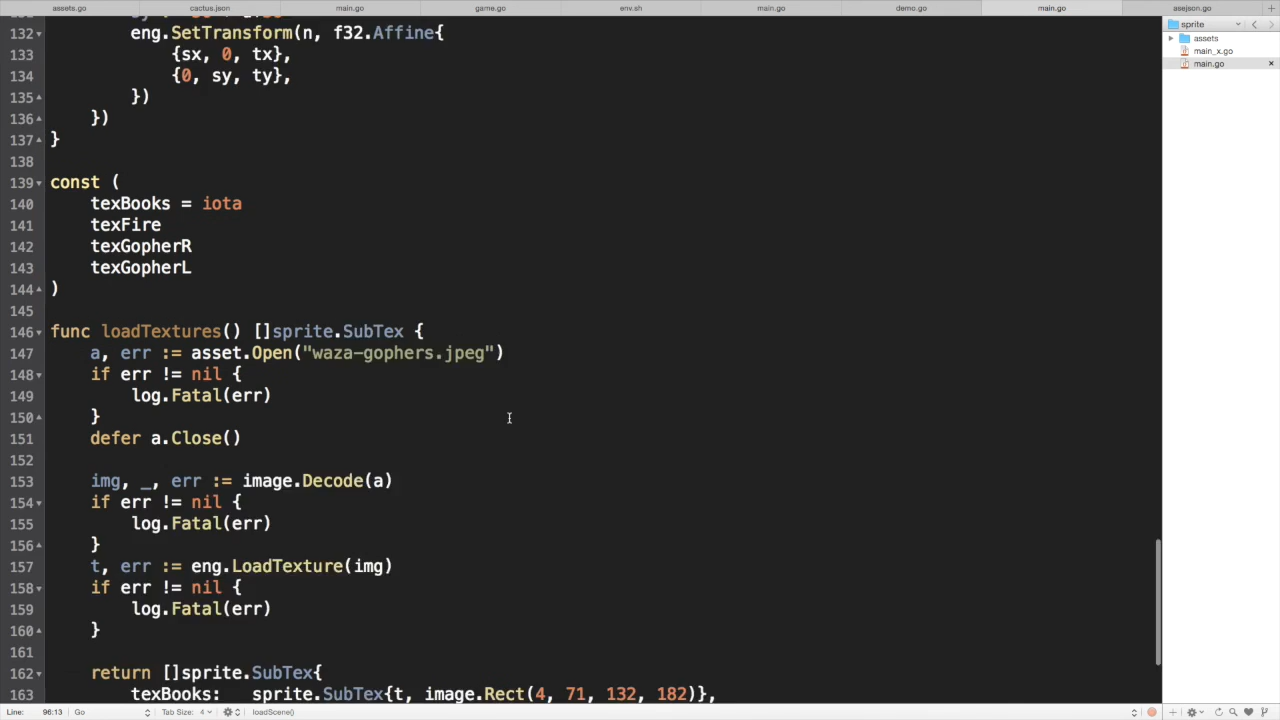 assets.go cactus.json main.go game.go env.sh main.go demo.go main.go asejson.go
sprite
assets
main_x.go
main.go
132 eng.SetTransform(n, f32.Affine{
133 {sx, 0, tx},
134 {0, sy, ty},
135 })
136 })
137 }
138
139 const (
140 texBooks = iota
141 texFire
142 texGopherR
143 texGopherL
144 )
145
146 func loadTextures() []sprite.SubTex {
147 a, err := asset.Open("waza-gophers.jpeg")
148 if err != nil {
149 log.Fatal(err)
150 }
151 defer a.Close()
152
153 img, _, err := image.Decode(a)
154 if err != nil {
155 log.Fatal(err)
156 }
157 t, err := eng.LoadTexture(img)
158 if err != nil {
159 log.Fatal(err)
160 }
161
162 return []sprite.SubTex{
163 texBooks: sprite.SubTex{t, image.Rect(4, 71, 132, 182)},
Line: 96:13 Go Tab Size: 4 loadScene()